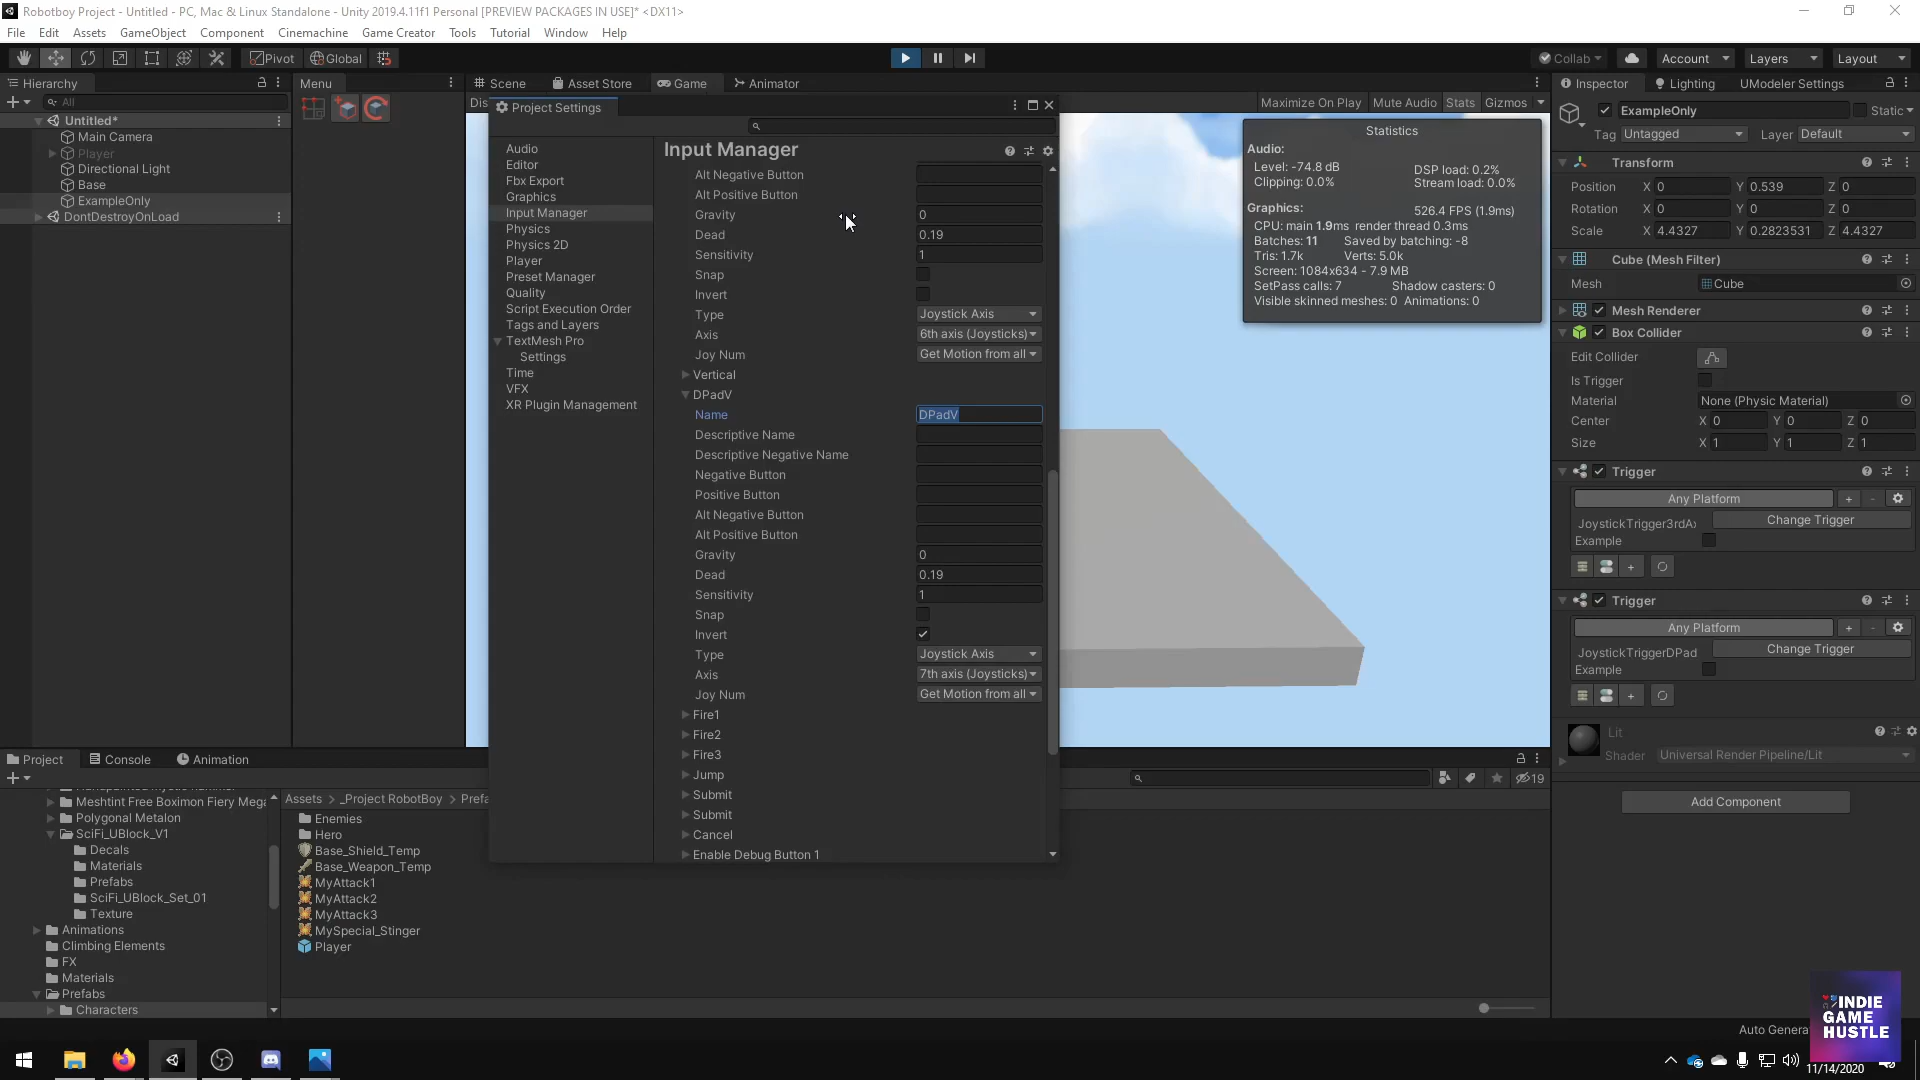 Robotboy Project - Untitled - PC, Mac & Linux Standalone - Unity 2019.4.11f1 Personal [PREVIEW PACKAGES IN USE]* <DX11>
File Edit Assets GameObject Component Cinemachine Game Creator Tools Tutorial Window Help
Pivot Global Collab Account Layers Layout
Hierarchy
All
Untitled*
Main Camera
Player
Directional Light
Base
ExampleOnly
DontDestroyOnLoad
Menu
Scene Asset Store Game Animator
Dis
Maximize On Play Mute Audio Stats Gizmos
Project Settings
Audio
Editor
Fbx Export
Graphics
Input Manager
Physics
Physics 2D
Player
Preset Manager
Quality
Script Execution Order
Tags and Layers
TextMesh Pro
Settings
Time
VFX
XR Plugin Management
Input Manager
Alt Negative Button
Alt Positive Button
Gravity 0
Dead 0.19
Sensitivity 1
Snap
Invert
Type Joystick Axis
Axis 6th axis (Joysticks)
Joy Num Get Motion from all
Vertical
DPadV
Name DPadV
Descriptive Name
Descriptive Negative Name
Negative Button
Positive Button
Alt Negative Button
Alt Positive Button
Gravity 0
Dead 0.19
Sensitivity 1
Snap
Invert
Type Joystick Axis
Axis 7th axis (Joysticks)
Joy Num Get Motion from all
Fire1
Fire2
Fire3
Jump
Submit
Submit
Cancel
Enable Debug Button 1
Statistics
Audio:
Level: -74.8 dB DSP load: 0.2%
Clipping: 0.0% Stream load: 0.0%
Graphics: 526.4 FPS (1.9ms)
CPU: main 1.9ms render thread 0.3ms
Batches: 11 Saved by batching: -8
Tris: 1.7k Verts: 5.0k
Screen: 1084x634 - 7.9 MB
SetPass calls: 7 Shadow casters: 0
Visible skinned meshes: 0 Animations: 0
Inspector Lighting UModeler Settings
ExampleOnly Static
Tag Untagged Layer Default
Transform
Position X 0 Y 0.539 Z 0
Rotation X 0 Y 0 Z 0
Scale X 4.4327 Y 0.2823531 Z 4.4327
Cube (Mesh Filter)
Mesh Cube
Mesh Renderer
Box Collider
Edit Collider
Is Trigger
Material None (Physic Material)
Center X 0 Y 0 Z 0
Size X 1 Y 1 Z 1
Trigger
Any Platform + -
JoystickTrigger3rdA Change Trigger
Example
+
Trigger
Any Platform + -
JoystickTriggerDPad Change Trigger
Example
+
Lit
Shader Universal Render Pipeline/Lit
Add Component
Project Console Animation
19
Meshtint Free Boximon Fiery Mega
Polygonal Metalon
SciFi_UBlock_V1
Decals
Materials
Prefabs
SciFi_UBlock_Set_01
Texture
Animations
Climbing Elements
FX
Materials
Prefabs
Characters
Assets > _Project RobotBoy > Prefa
Enemies
Hero
Base_Shield_Temp
Base_Weapon_Temp
MyAttack1
MyAttack2
MyAttack3
MySpecial_Stinger
Player
Auto Genera
INDIE
GAME
HUSTLE
11/14/2020